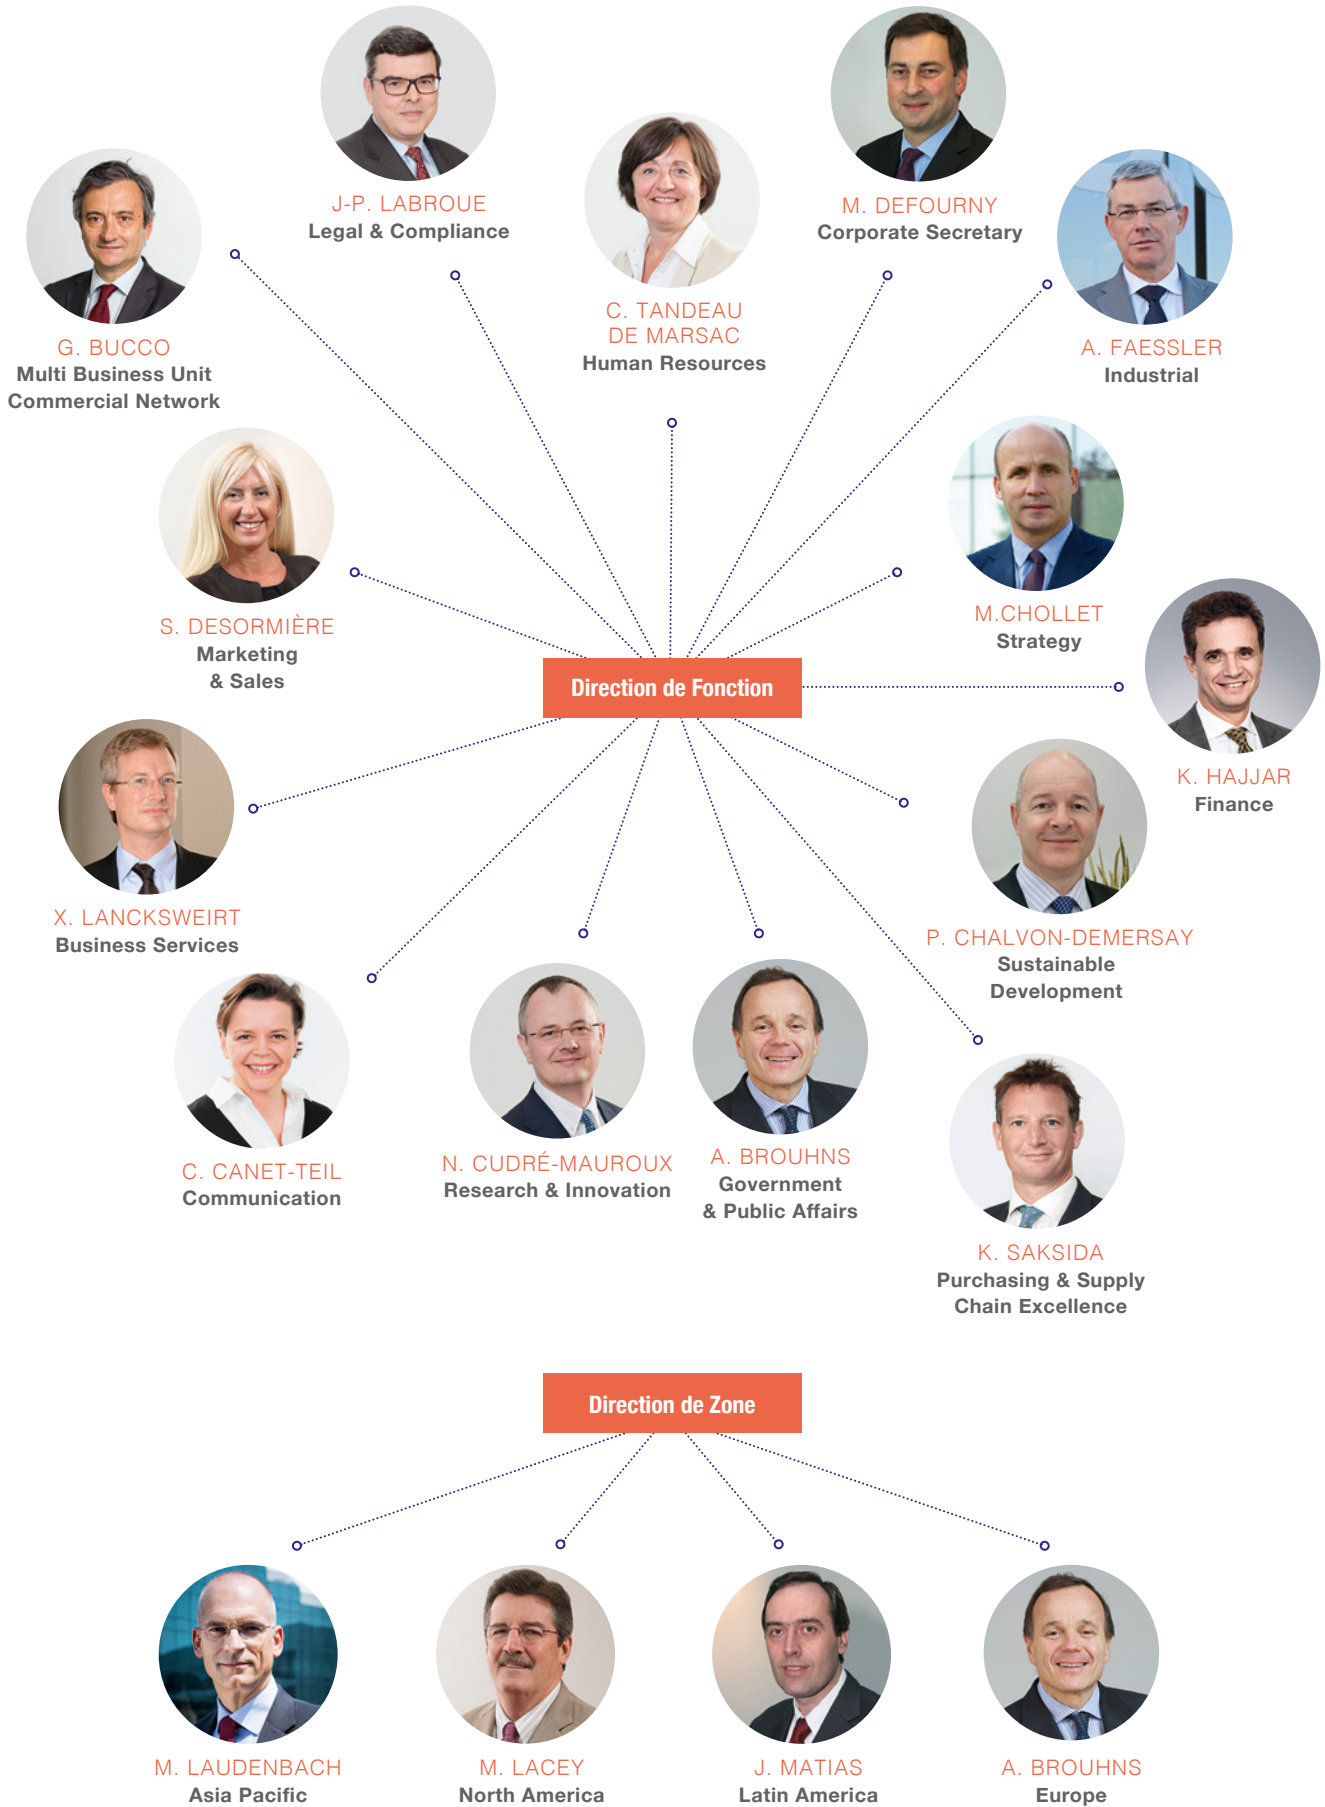 J-P. LABROUE
Legal & Compliance
M. DEFOURNY
Corporate Secretary
G. BUCCO
Multi Business Unit
Commercial Network
C. TANDEAU
DE MARSAC
Human Resources
A. FAESSLER
Industrial
S. DESORMIÈRE
Marketing
& Sales
M.CHOLLET
Strategy
Direction de Fonction
K. HAJJAR
Finance
X. LANCKSWEIRT
Business Services
P. CHALVON-DEMERSAY
Sustainable
Development
C. CANET-TEIL
Communication
N. CUDRÉ-MAUROUX
Research & Innovation
A. BROUHNS
Government
& Public Affairs
K. SAKSIDA
Purchasing & Supply
Chain Excellence
Direction de Zone
M. LAUDENBACH
Asia Pacific
M. LACEY
North America
J. MATIAS
Latin America
A. BROUHNS
Europe